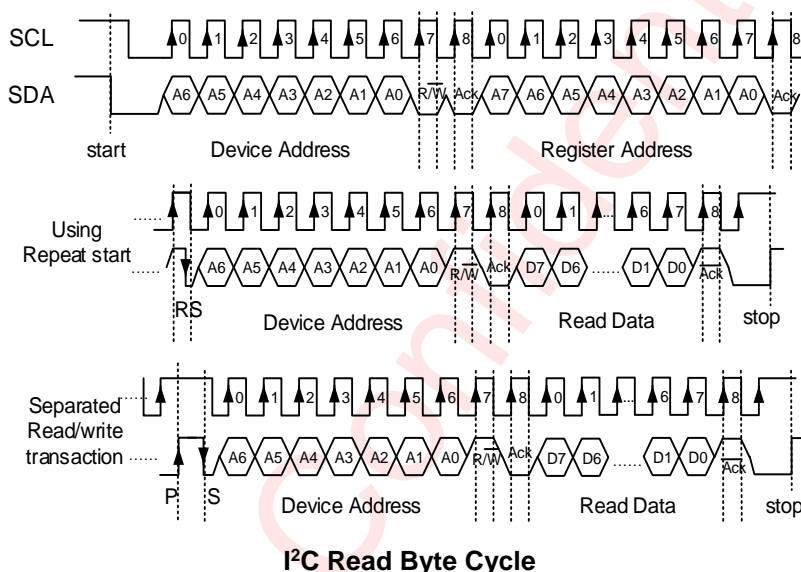 SCL 0 1 2 3 4 5 6 7 8 0 1 2 3 4 5 6 7 8
SDA A6 A5 A4 A3 A2 A1 A0 R/W Ack A7 A6 A5 A4 A3 A2 A1 A0 Ack
start Device Address Register Address
...... 0 1 2 3 4 5 6 7 8 0 1 ... 6 7 8
Using
Repeat start
...... A6 A5 A4 A3 A2 A1 A0 R/W Ack D7 D6 ...... D1 D0 Ack
RS Device Address Read Data stop
...... 0 1 2 3 4 5 6 7 8 0 1 ... 6 7 8
Separated
Read/write
transaction
...... A6 A5 A4 A3 A2 A1 A0 R/W Ack D7 D6 ...... D1 D0 Ack
P S Device Address Read Data stop
I²C Read Byte Cycle
Confident